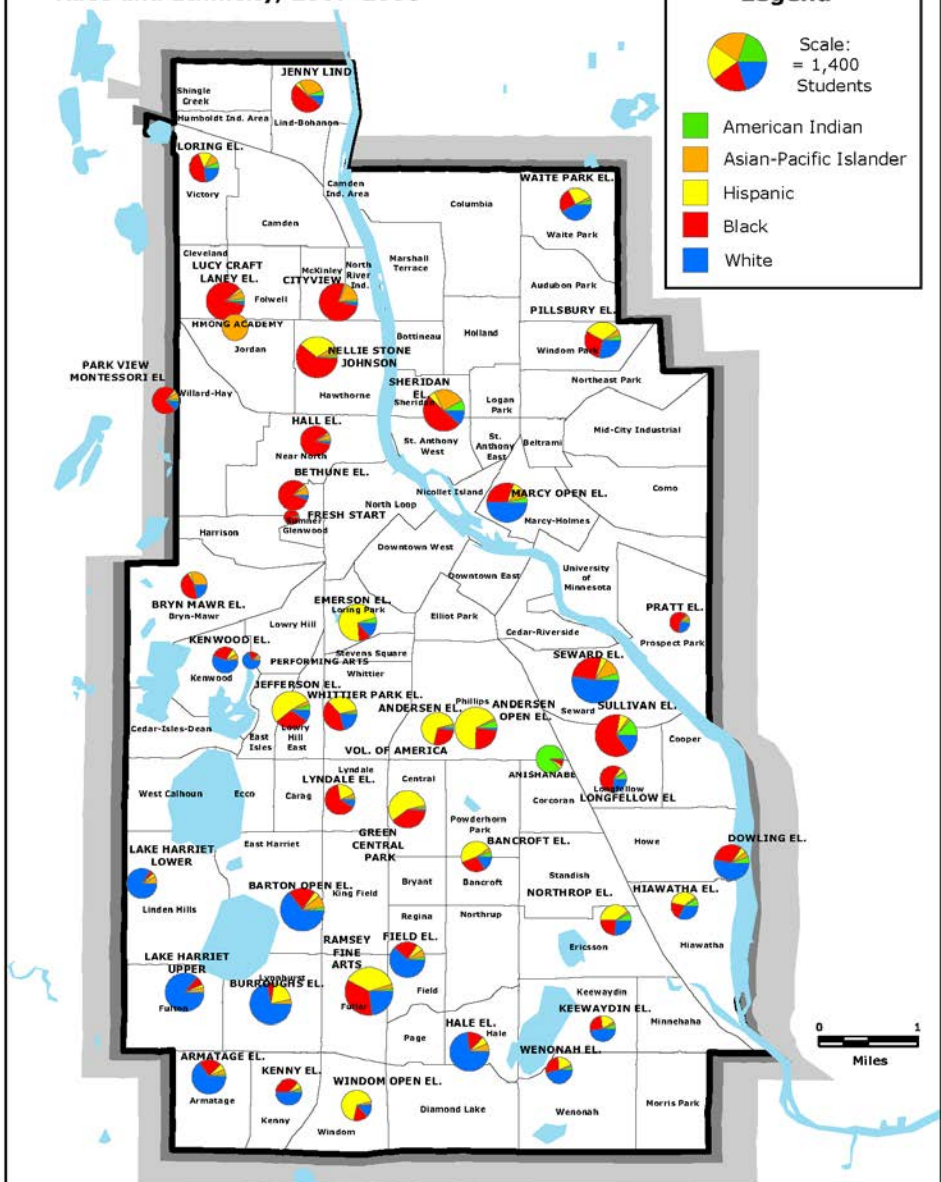 Legend
Scale:
= 1,400
Students
American Indian
Asian-Pacific Islander
Hispanic
Black
White
JENNY LIND
Shingle
Creek
Humboldt Ind. Area
Lind-Bohanon
LORING EL.
Victory
Camden
Ind. Area
Camden
Columbia
WAITE PARK EL.
Waite Park
Cleveland
LUCY CRAFT
LANEY EL.
Folwell
McKinley
CITYVIEW
North
River
Ind.
Marshall
Terrace
Audubon Park
HMONG ACADEMY
Jordan
NELLIE STONE
JOHNSON
Bottineau
Holland
PILLSBURY EL.
Windom Park
Northeast Park
PARK VIEW
MONTESSORI EL
Willard-Hay
Hawthorne
SHERIDAN
EL.
Sheridan
Logan
Park
HALL EL.
Near North
St. Anthony
West
St.
Anthony
East
Beltrami
Mid-City Industrial
BETHUNE EL.
FRESH START
Sumner
Glenwood
North Loop
Nicollet Island
MARCY OPEN EL.
Marcy-Holmes
Como
Harrison
Downtown West
Downtown East
University
of
Minnesota
BRYN MAWR EL.
Bryn-Mawr
EMERSON EL.
Loring Park
Elliot Park
PRATT EL.
Prospect Park
Lowry Hill
Cedar-Riverside
Stevens Square
KENWOOD EL.
Kenwood
PERFORMING ARTS
Whittier
SEWARD EL.
Seward
JEFFERSON EL.
Lowry
Hill
East
WHITTIER PARK EL.
ANDERSEN EL.
Phillips
ANDERSEN
OPEN EL.
SULLIVAN EL.
Cooper
Cedar-Isles-Dean
East
Isles
VOL. OF AMERICA
ANISHANABE
Longfellow
LONGFELLOW EL
West Calhoun
Ecco
Carag
Lyndale
LYNDALE EL.
Central
Corcoran
GREEN
CENTRAL
PARK
Powderhorn
Park
East Harriet
BANCROFT EL.
Bancroft
Howe
DOWLING EL.
LAKE HARRIET
LOWER
Linden Hills
BARTON OPEN EL.
King Field
Bryant
Standish
NORTHROP EL.
HIAWATHA EL.
Regina
Northrup
Ericsson
Hiawatha
LAKE HARRIET
UPPER
Fulton
Lynnhurst
BURROUGHS EL.
RAMSEY
FINE
ARTS
Fuller
FIELD EL.
Field
Keewaydin
KEEWAYDIN EL.
Minnehaha
Page
HALE EL.
Hale
WENONAH EL.
ARMATAGE EL.
Armatage
KENNY EL.
Kenny
WINDOM OPEN EL.
Windom
Diamond Lake
Wenonah
Morris Park
0 1
Miles